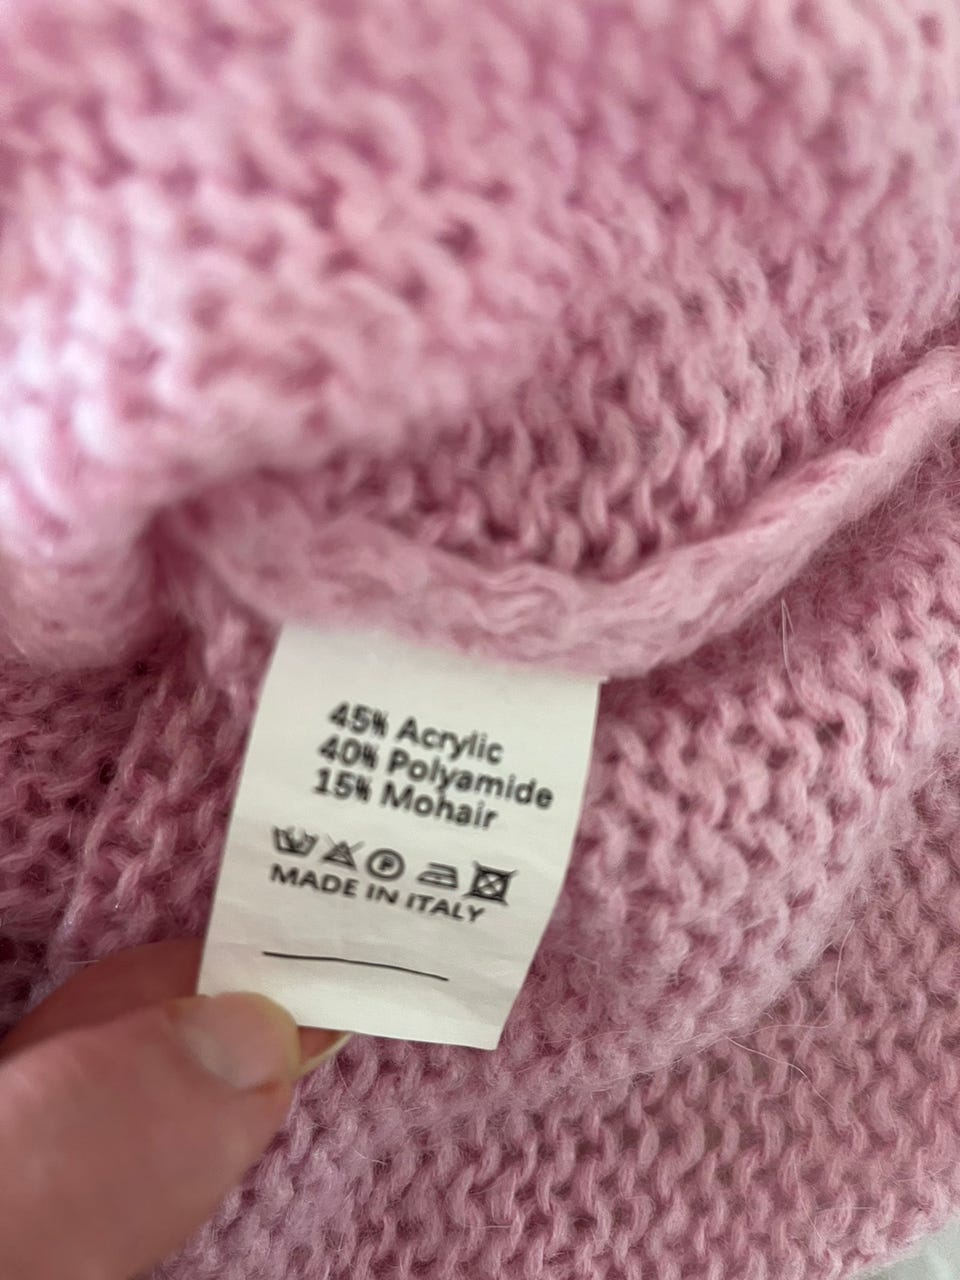 45% Acrylic
40% Polyamide
15% Mohair
P
MADE IN ITALY